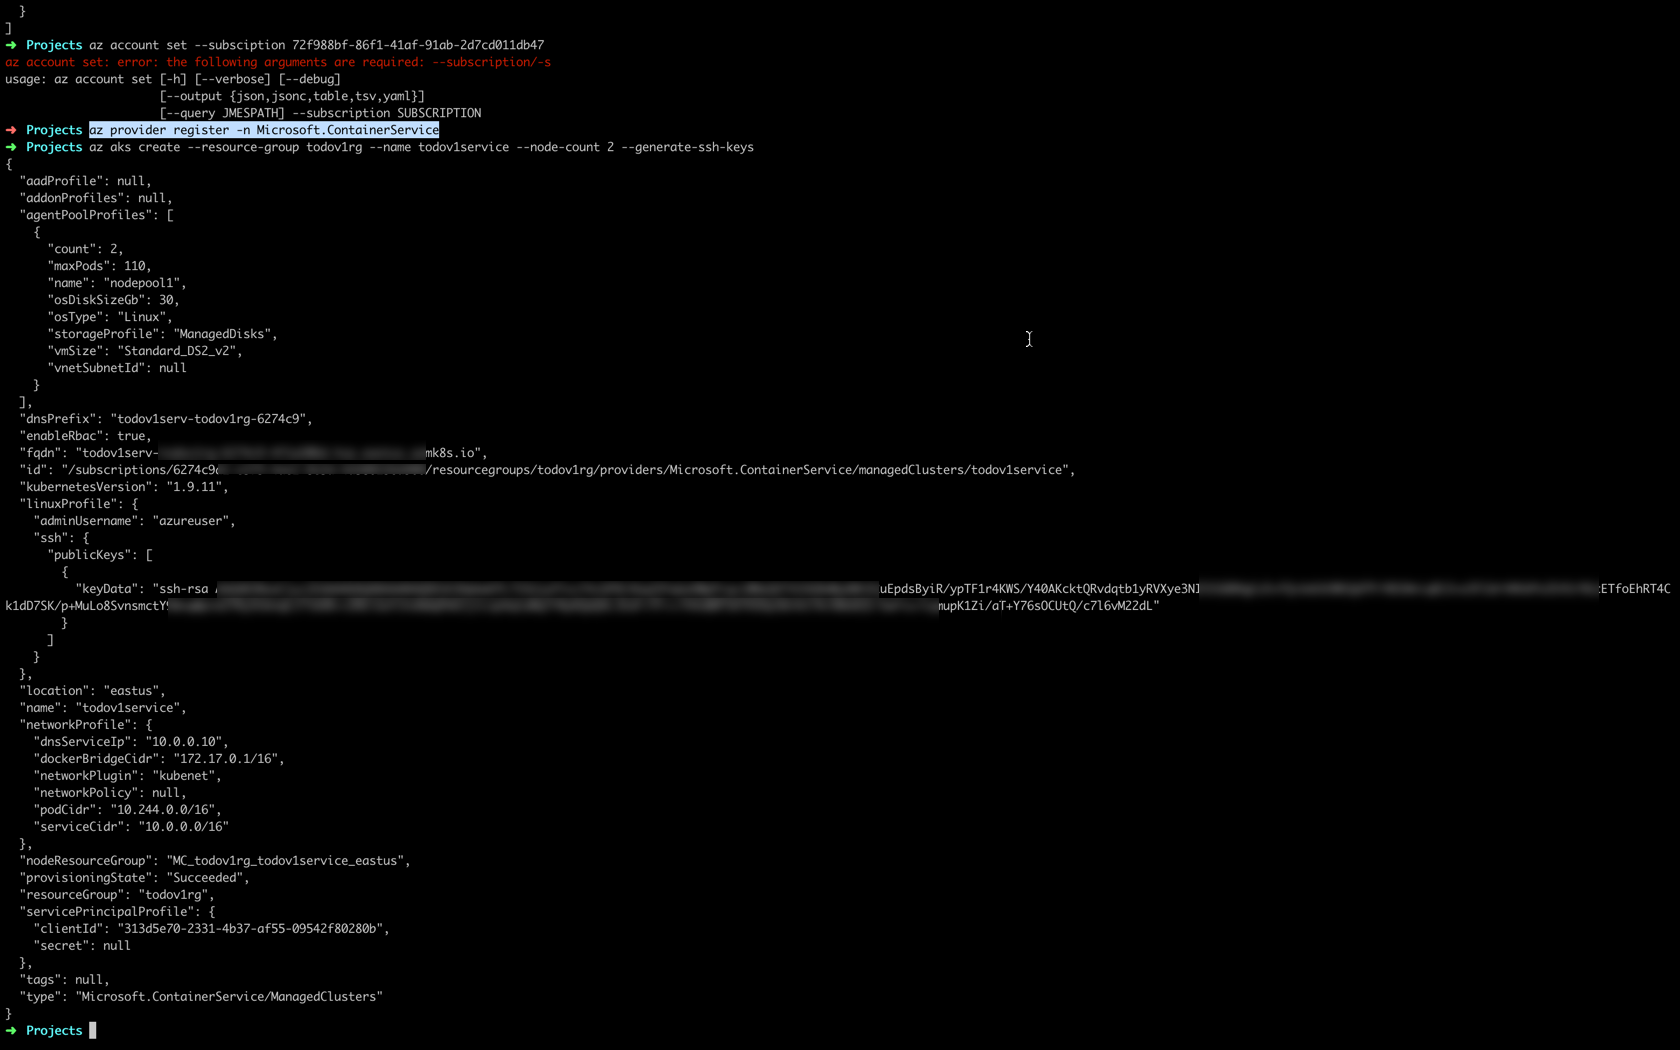 }
]
➜ Projects az account set --subsciption 72f988bf-86f1-41af-91ab-2d7cd011db47
az account set: error: the following arguments are required: --subscription/-s
usage: az account set [-h] [--verbose] [--debug]
[--output {json,jsonc,table,tsv,yaml}]
[--query JMESPATH] --subscription SUBSCRIPTION
➜ Projects az provider register -n Microsoft.ContainerService
➜ Projects az aks create --resource-group todov1rg --name todov1service --node-count 2 --generate-ssh-keys
{
"aadProfile": null,
"addonProfiles": null,
"agentPoolProfiles": [
{
"count": 2,
"maxPods": 110,
"name": "nodepool1",
"osDiskSizeGb": 30,
"osType": "Linux",
"storageProfile": "ManagedDisks",
"vmSize": "Standard_DS2_v2",
"vnetSubnetId": null
}
],
"dnsPrefix": "todov1serv-todov1rg-6274c9",
"enableRbac": true,
"fqdn": "todov1serv- mk8s.io",
"id": "/subscriptions/6274c9 /resourcegroups/todov1rg/providers/Microsoft.ContainerService/managedClusters/todov1service",
"kubernetesVersion": "1.9.11",
"linuxProfile": {
"adminUsername": "azureuser",
"ssh": {
"publicKeys": [
{
"keyData": "ssh-rsa uEpdsByiR/ypTF1r4KWS/Y40AKcktQRvdqtb1yRVXye3NI ETfoEhRT4C
k1dD7SK/p+MuLo8SvnsmctY mupK1Zi/aT+Y76sOCUtQ/c7l6vM22dL"
}
]
}
},
"location": "eastus",
"name": "todov1service",
"networkProfile": {
"dnsServiceIp": "10.0.0.10",
"dockerBridgeCidr": "172.17.0.1/16",
"networkPlugin": "kubenet",
"networkPolicy": null,
"podCidr": "10.244.0.0/16",
"serviceCidr": "10.0.0.0/16"
},
"nodeResourceGroup": "MC_todov1rg_todov1service_eastus",
"provisioningState": "Succeeded",
"resourceGroup": "todov1rg",
"servicePrincipalProfile": {
"clientId": "313d5e70-2331-4b37-af55-09542f80280b",
"secret": null
},
"tags": null,
"type": "Microsoft.ContainerService/ManagedClusters"
}
➜ Projects